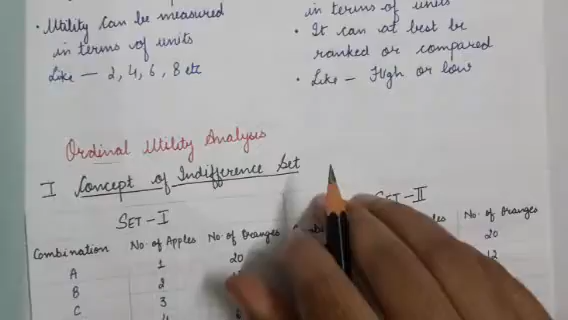 • Utility can be measured
in terms of units
Like — 2, 4, 6, 8 etc
in terms of units
• It can at best be
ranked or compared
• Like – High or low
Ordinal Utility Analysis
I Concept of Indifference Set
SET-I
Combination No. of Apples No. of Oranges
A 1 20
B 2
C 3
4
SET-II
No. of Oranges
20
12